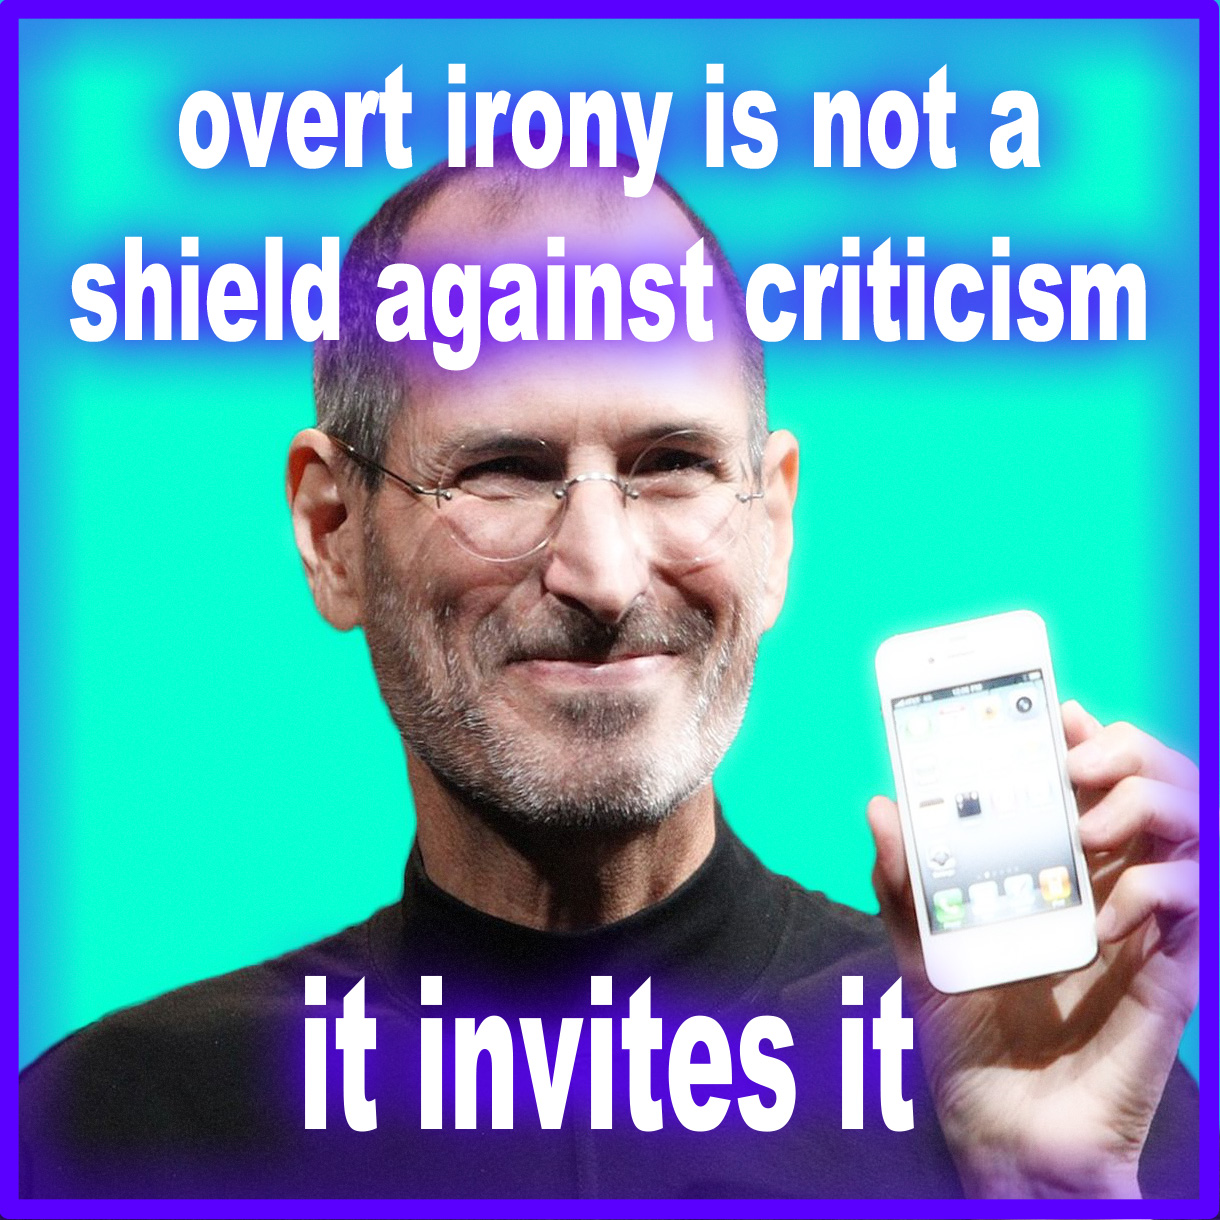 overt irony is not a
shield against criticism
it invites it